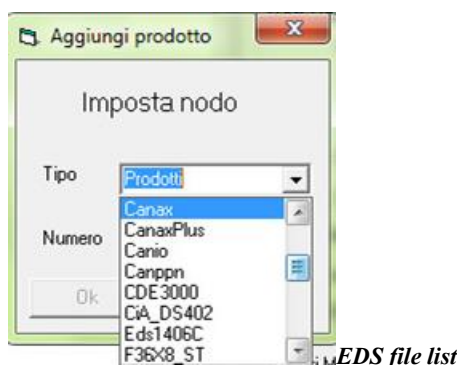 Aggiungi prodotto
Imposta nodo
Tipo
Prodotti
Canax
CanaxPlus
Numero
Canio
Canppn
Ok
CDE3000
CiA_DS402
Eds1406C
F36X8_ST
EDS file list